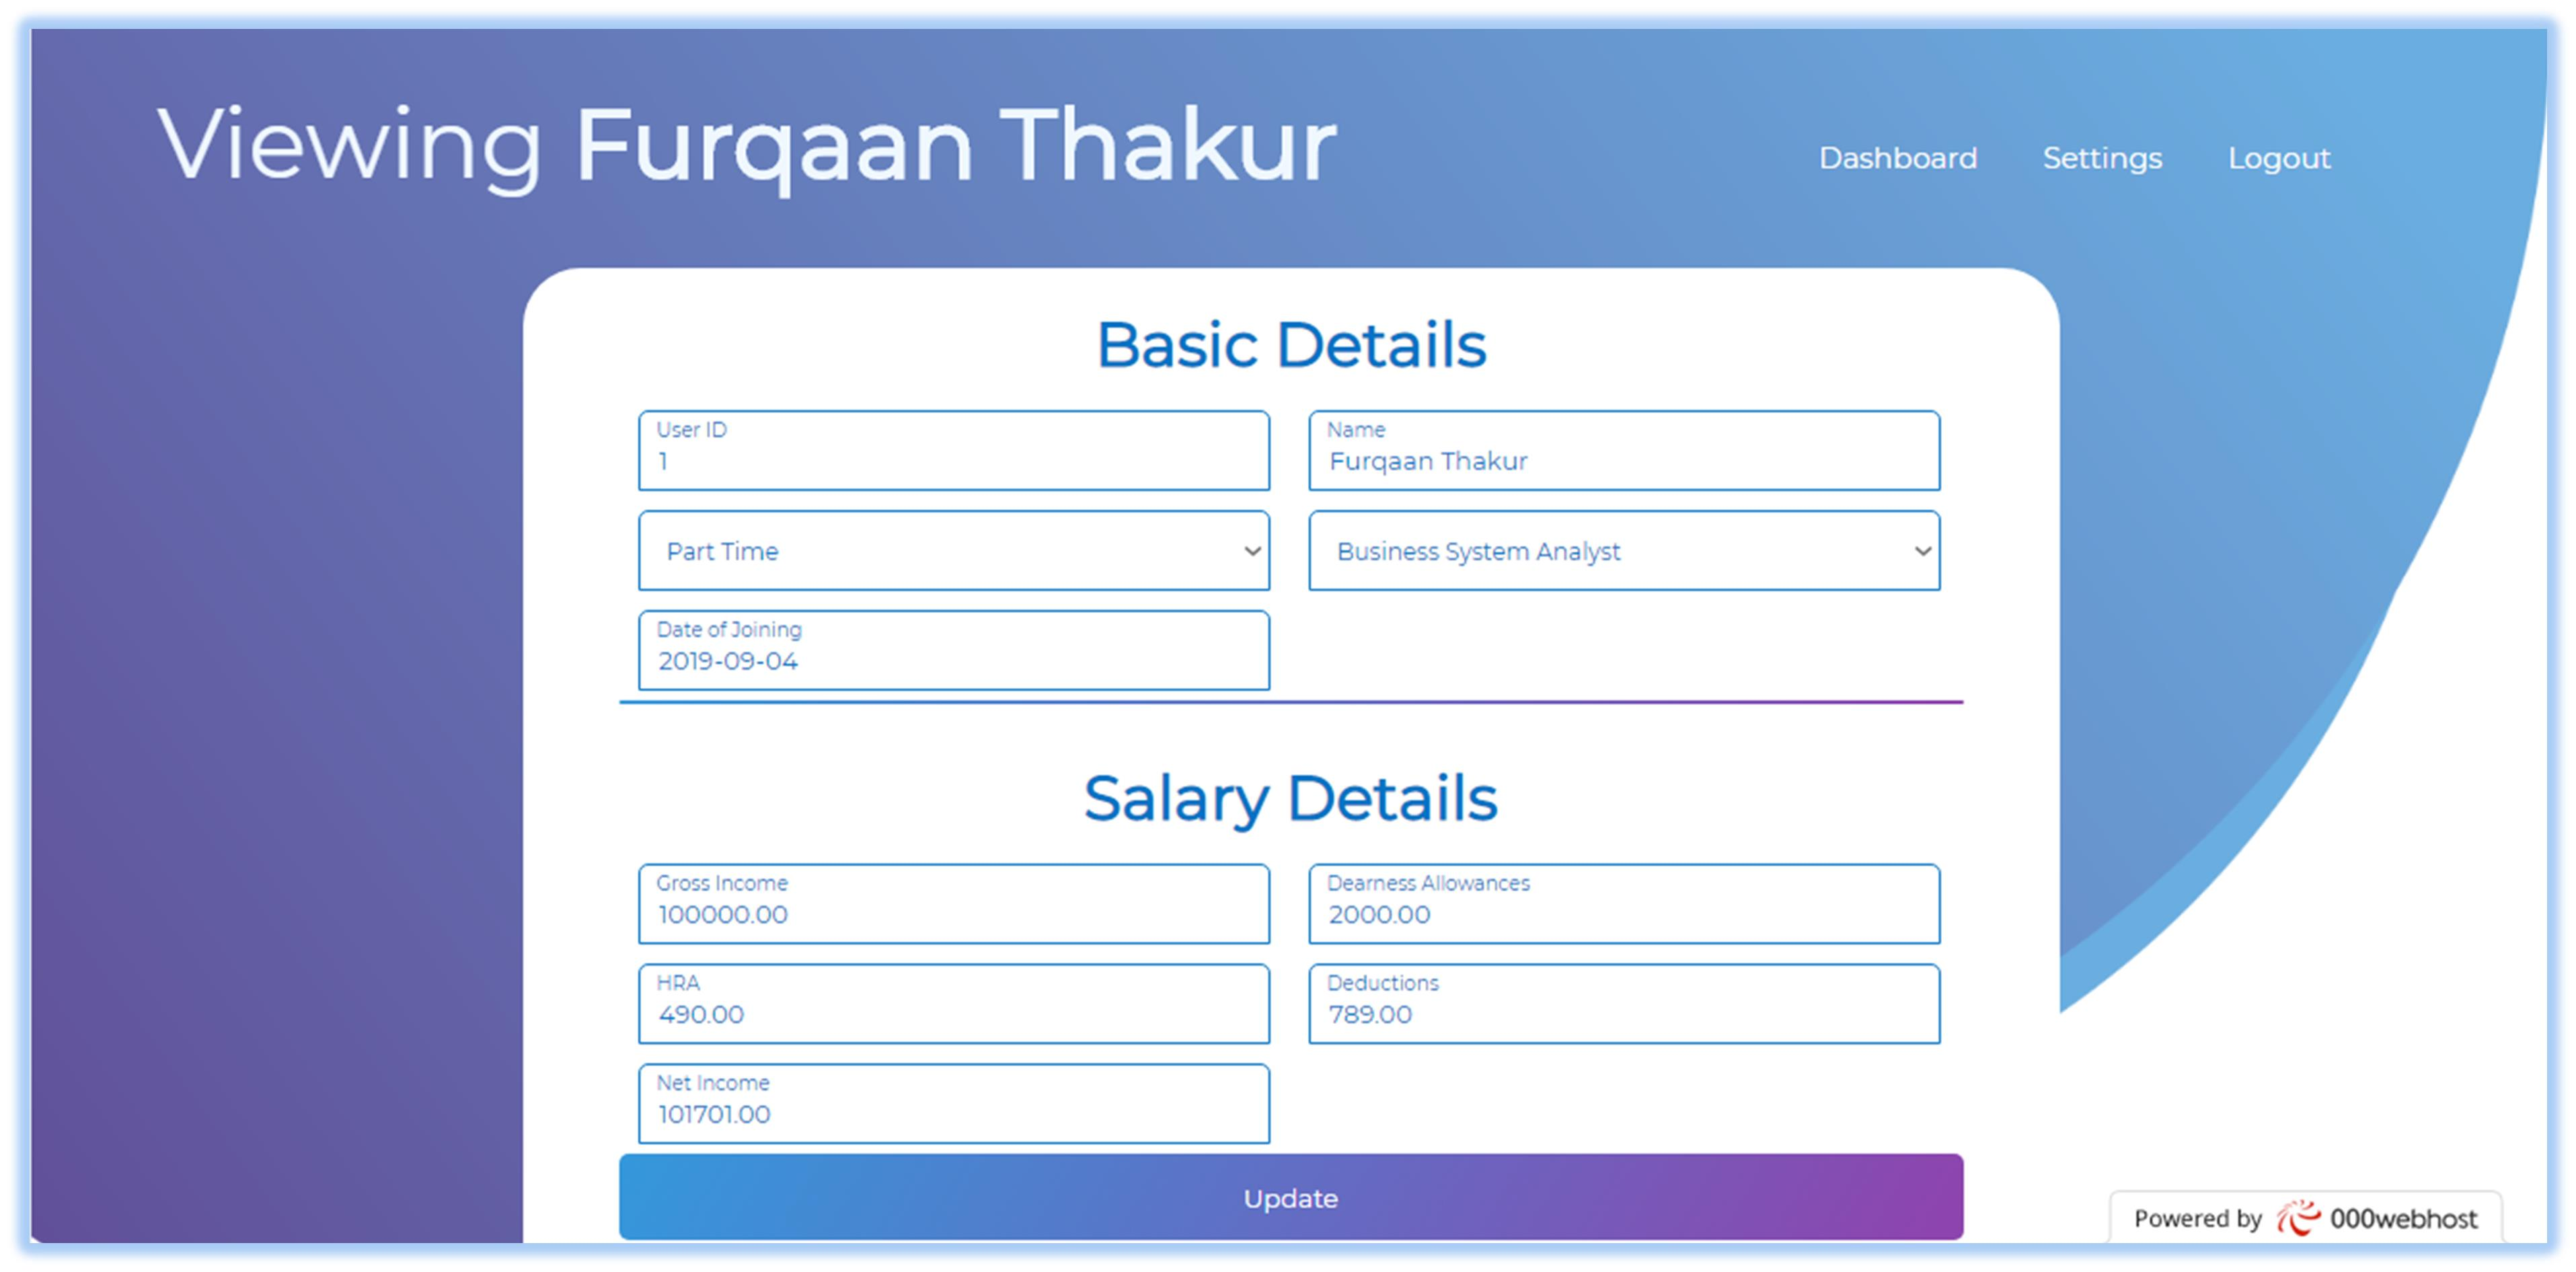 Viewing Furqaan Thakur
Dashboard Settings Logout
Basic Details
User ID
1
Name
Furqaan Thakur
Part Time
Business System Analyst
Date of Joining
2019-09-04
Salary Details
Gross Income
100000.00
Dearness Allowances
2000.00
HRA
490.00
Deductions
789.00
Net Income
101701.00
Update
Powered by 000webhost